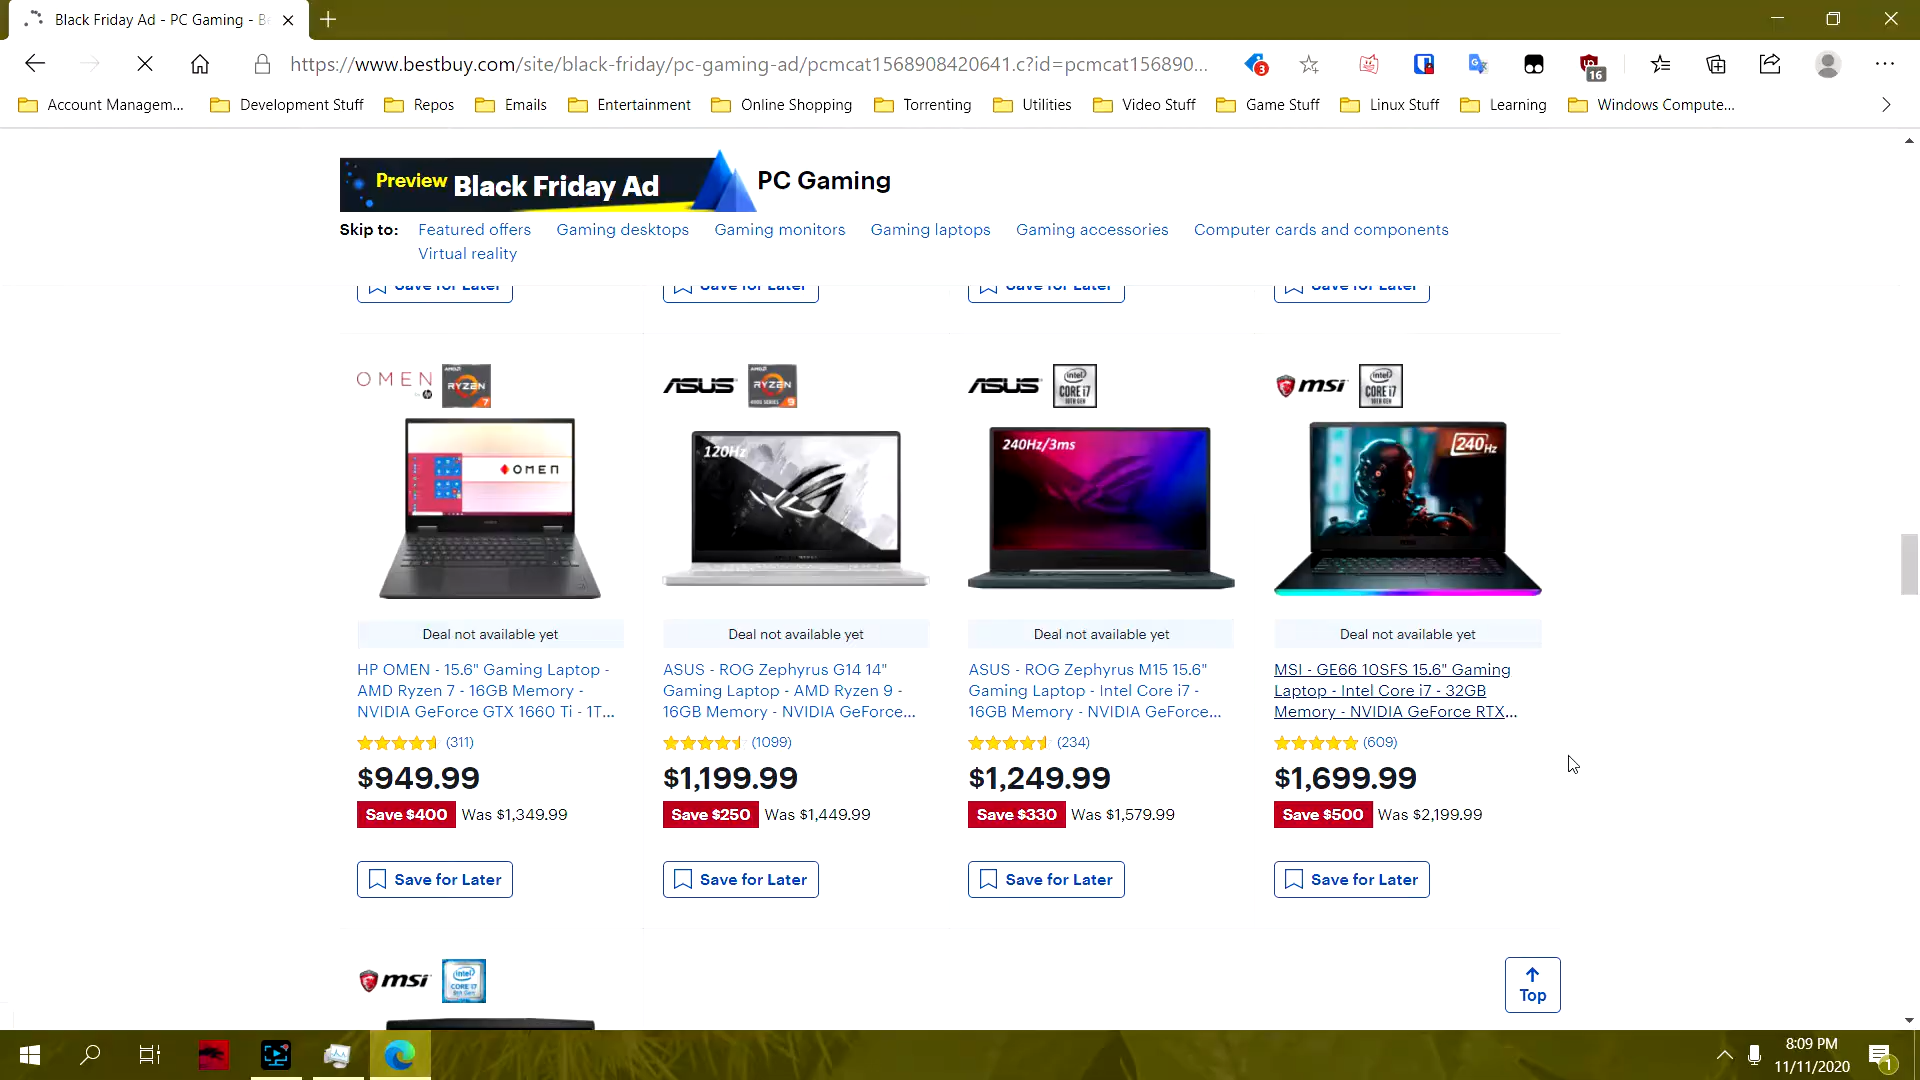 Black Friday Ad - PC Gaming - Be
https://www.bestbuy.com/site/black-friday/pc-gaming-ad/pcmcat1568908420641.c?id=pcmcat156890...
3
16
Account Managem...
Development Stuff
Repos
Emails
Entertainment
Online Shopping
Torrenting
Utilities
Video Stuff
Game Stuff
Linux Stuff
Learning
Windows Compute...
Preview Black Friday Ad
PC Gaming
Skip to:
Featured offers
Gaming desktops
Gaming monitors
Gaming laptops
Gaming accessories
Computer cards and components
Virtual reality
Save for Later
Save for Later
Save for Later
Save for Later
OMEN
AMD
RYZEN
7
OMEN
Deal not available yet
HP OMEN - 15.6" Gaming Laptop -
AMD Ryzen 7 - 16GB Memory -
NVIDIA GeForce GTX 1660 Ti - 1T...
(311)
$949.99
Save $400 Was $1,349.99
Save for Later
ASUS
AMD
RYZEN
9
120Hz
Deal not available yet
ASUS - ROG Zephyrus G14 14"
Gaming Laptop - AMD Ryzen 9 -
16GB Memory - NVIDIA GeForce...
(1099)
$1,199.99
Save $250 Was $1,449.99
Save for Later
ASUS
intel
CORE i7
10TH GEN
240Hz/3ms
Deal not available yet
ASUS - ROG Zephyrus M15 15.6"
Gaming Laptop - Intel Core i7 -
16GB Memory - NVIDIA GeForce...
(234)
$1,249.99
Save $330 Was $1,579.99
Save for Later
msi
intel
CORE i7
10TH GEN
240Hz
Deal not available yet
MSI - GE66 10SFS 15.6" Gaming
Laptop - Intel Core i7 - 32GB
Memory - NVIDIA GeForce RTX...
(609)
$1,699.99
Save $500 Was $2,199.99
Save for Later
msi
intel
CORE i7
Top
8:09 PM
11/11/2020
1